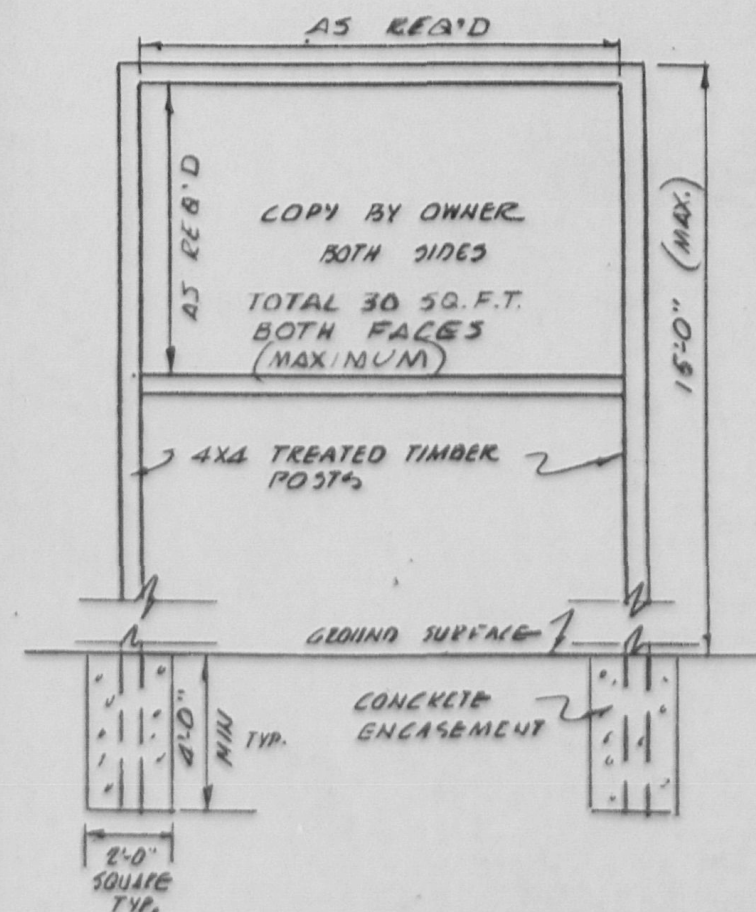 AS REQ'D
AS REQ'D
COPY BY OWNER
BOTH SIDES
TOTAL 30 SQ.F.T.
BOTH FACES
(MAXIMUM)
15'-0" (MAX.)
4X4 TREATED TIMBER
POSTS
GROUND SURFACE
4'-0"
MIN
TYP.
CONCRETE
ENCASEMENT
2'-0"
SQUARE
TYP.